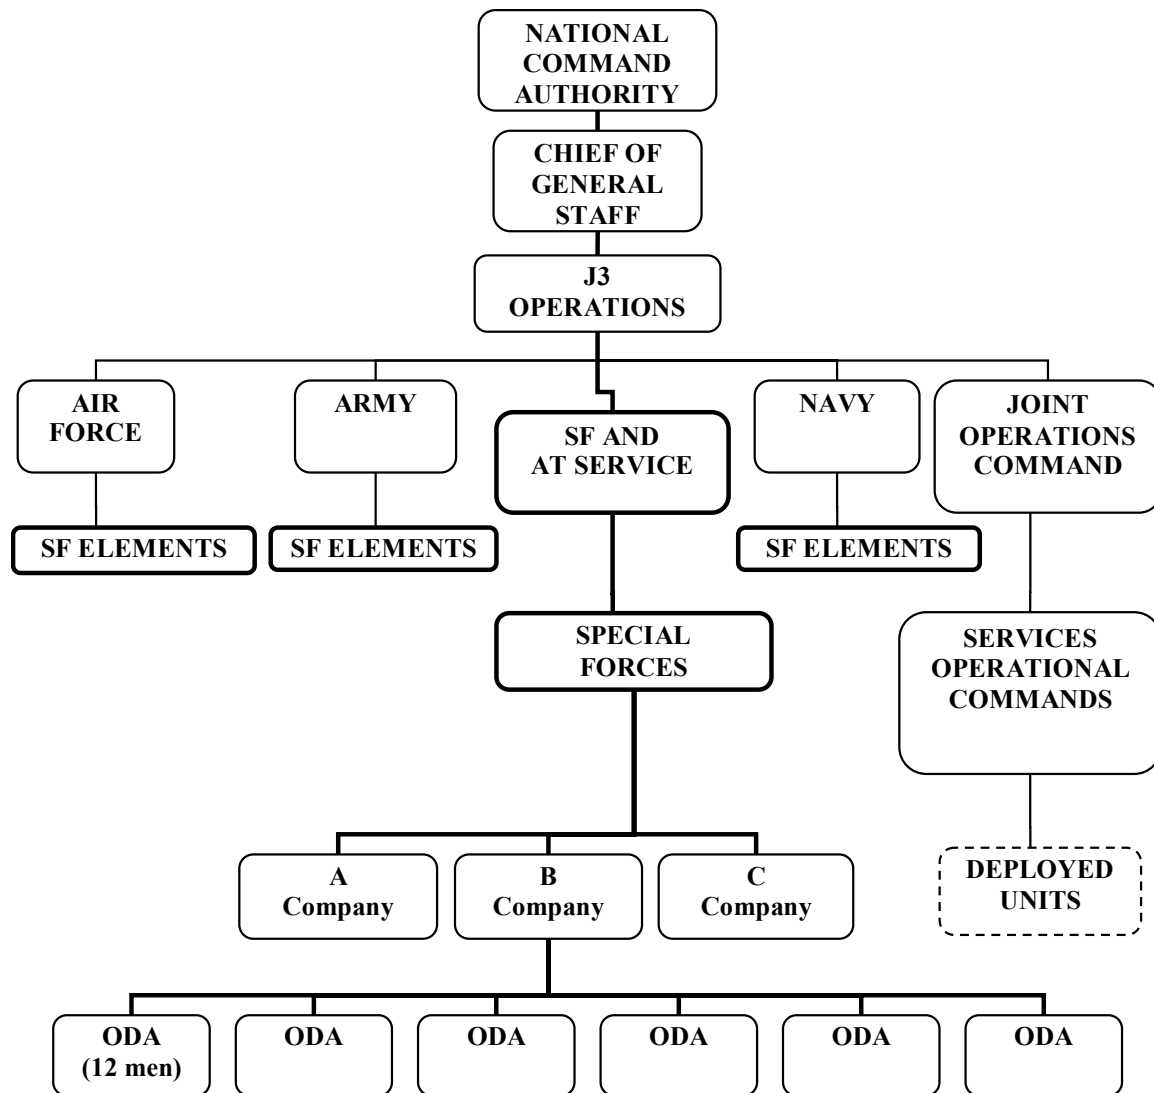 NATIONAL
COMMAND
AUTHORITY
CHIEF OF
GENERAL
STAFF
J3
OPERATIONS
AIR
FORCE
ARMY
SF AND
AT SERVICE
NAVY
JOINT
OPERATIONS
COMMAND
SF ELEMENTS
SF ELEMENTS
SF ELEMENTS
SPECIAL
FORCES
SERVICES
OPERATIONAL
COMMANDS
A
Company
B
Company
C
Company
DEPLOYED
UNITS
ODA
(12 men)
ODA
ODA
ODA
ODA
ODA